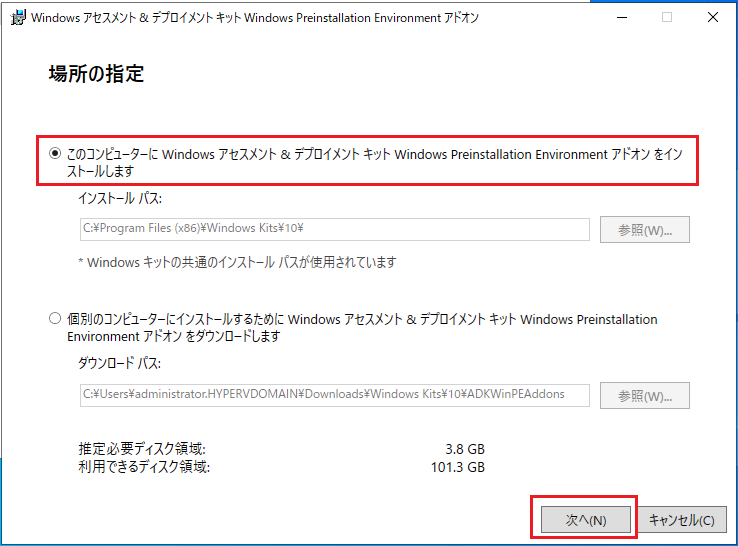 Windows アセスメント & デプロイメント キット Windows Preinstallation Environment アドオン
場所の指定
このコンピューターに Windows アセスメント & デプロイメント キット Windows Preinstallation Environment アドオン をイン
ストールします
インストール パス:
C:¥Program Files (x86)¥Windows Kits¥10¥
参照(W)...
* Windows キットの共通のインストール パスが使用されています
個別のコンピューターにインストールするために Windows アセスメント & デプロイメント キット Windows Preinstallation
Environment アドオン をダウンロードします
ダウンロード パス:
C:¥Users¥administrator.HYPERVDOMAIN¥Downloads¥Windows Kits¥10¥ADKWinPEAddons
参照(W)...
推定必要ディスク領域: 3.8 GB
利用できるディスク領域: 101.3 GB
次へ(N)
キャンセル(C)